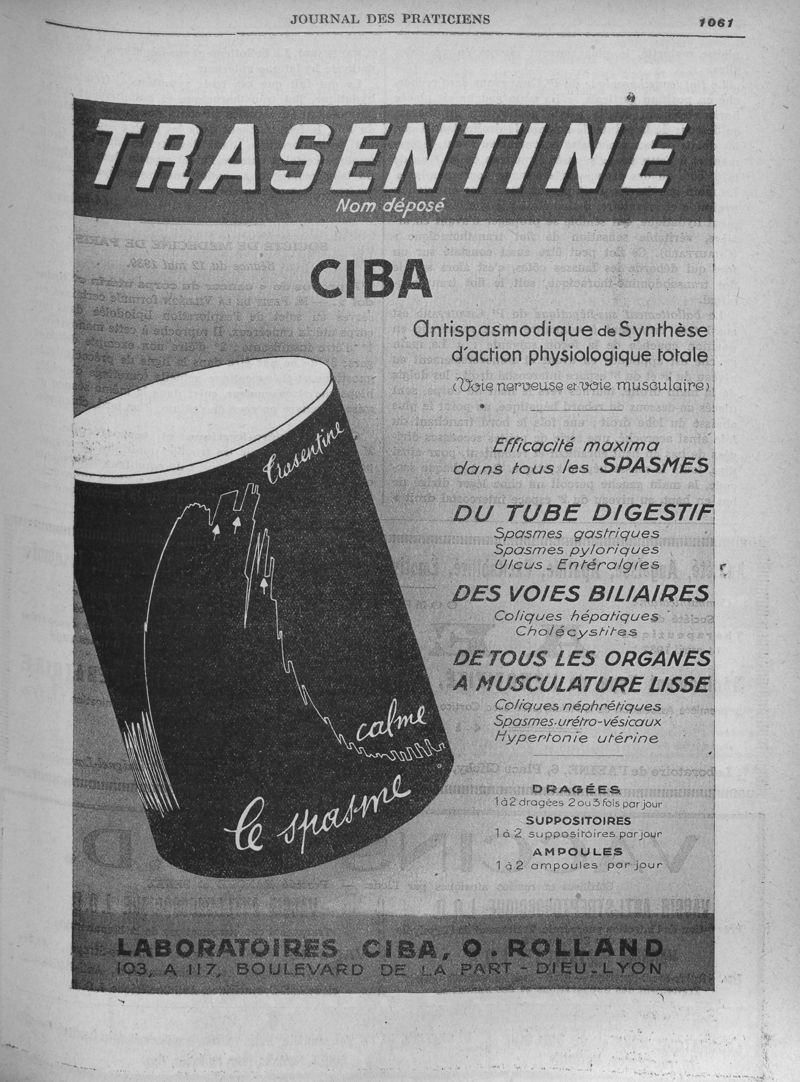 JOURNAL DES PRATICIENS
1061
TRASENTINE
Nom déposé
CIBA
Antispasmodique de Synthèse
d'action physiologique totale
(Voie nerveuse et voie musculaire)
Efficacité maxima
dans tous les SPASMES
DU TUBE DIGESTIF
Spasmes gastriques
Spasmes pyloriques
Ulcus - Entéralgies
DES VOIES BILIAIRES
Coliques hépatiques
Cholécystites
DE TOUS LES ORGANES
A MUSCULATURE LISSE
Coliques néphrétiques
Spasmes urétro-vésicaux
Hypertonie utérine
DRAGÉES
1 à 2 dragées 2 ou 3 fois par jour
SUPPOSITOIRES
1 à 2 suppositoires par jour
AMPOULES
1 à 2 ampoules par jour
Trasentine
calme
le spasme
LABORATOIRES CIBA, O. ROLLAND
103, A 117, BOULEVARD DE LA PART-DIEU-LYON